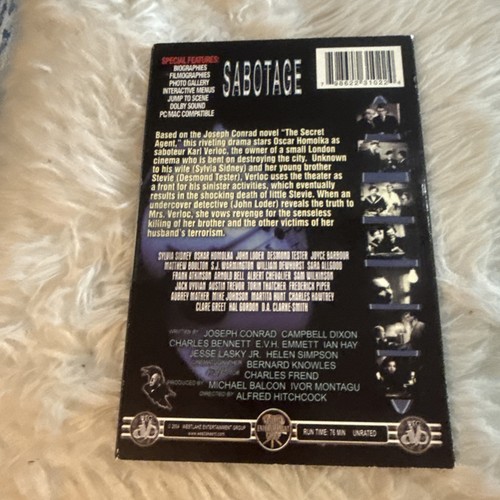 SPECIAL FEATURES:
BIOGRAPHIES
FILMOGRAPHIES
PHOTO GALLERY
INTERACTIVE MENUS
JUMP TO SCENE
DOLBY SOUND
PC/MAC COMPATIBLE
SABOTAGE
Based on the Joseph Conrad novel "The Secret
Agent," this riveting drama stars Oscar Homolka as
saboteur Karl Verloc, the owner of a small London
cinema who is bent on destroying the city. Unknown
to his wife (Sylvia Sidney) and her young brother
Stevie (Desmond Tester), Verloc uses the theater as
a front for his sinister activities, which eventually
results in the shocking death of little Stevie. When an
undercover detective (John Loder) reveals the truth to
Mrs. Verloc, she vows revenge for the senseless
killing of her brother and the other victims of her
husband's terrorism.
SYLVIA SIDNEY OSKAR HOMOLKA JOHN LODER DESMOND TESTER JOYCE BARBOUR
MATTHEW BOULTON S.J. WARMINGTON WILLIAM DEWHURST SARA ALLGOOD
FRANK ATKINSON ARNOLD BELL ALBERT CHEVALIER SAM WILKINSON
JACK VYVIAN AUSTIN TREVOR TORIN THATCHER FREDERICK PIPER
AUBREY MATHER MIKE JOHNSON MARTITA HUNT CHARLES HAWTREY
CLARE GREET HAL GORDON D.A. CLARKE-SMITH
WRITTEN BY JOSEPH CONRAD CAMPBELL DIXON
CHARLES BENNETT E.V.H. EMMETT IAN HAY
JESSE LASKY JR. HELEN SIMPSON
BERNARD KNOWLES
CHARLES FREND
PRODUCED BY MICHAEL BALCON IVOR MONTAGU
DIRECTED BY ALFRED HITCHCOCK
© 2004 WESTLAKE ENTERTAINMENT GROUP
RUN TIME: 76 MIN UNRATED